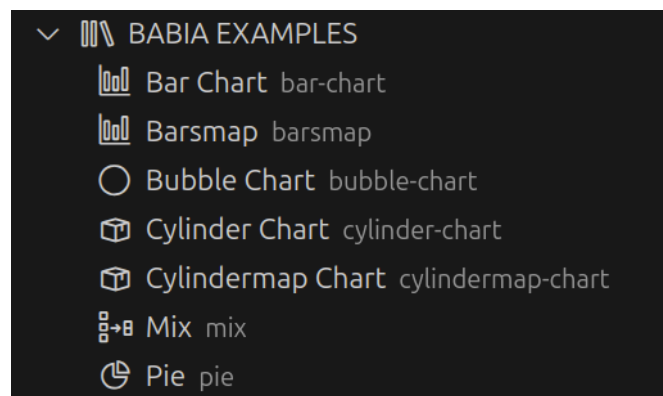 BABIA EXAMPLES
Bar Chart bar-chart
Barsmap barsmap
Bubble Chart bubble-chart
Cylinder Chart cylinder-chart
Cylindermap Chart cylindermap-chart
Mix mix
Pie pie